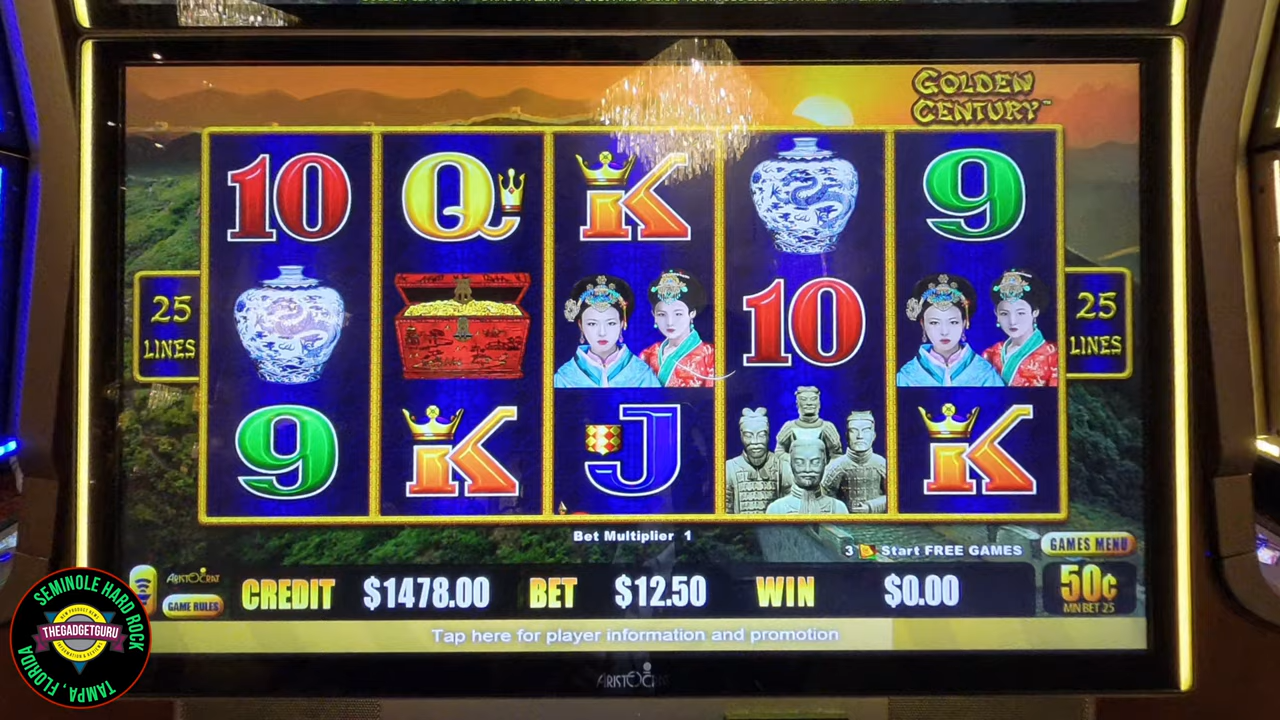 GOLDEN
CENTURY™
10 Q K 9
25
LINES
10
25
LINES
9 K J K
Bet Multiplier 1
3 Start FREE GAMES
GAMES MENU
ARISTOCRAT
GAME RULES
CREDIT $1478.00 BET $12.50 WIN $0.00
50¢
MIN BET 25
Tap here for player information and promotion
ARISTOCRAT
SEMINOLE HARD ROCK
THEGADGETGURU
TAMPA, FLORIDA